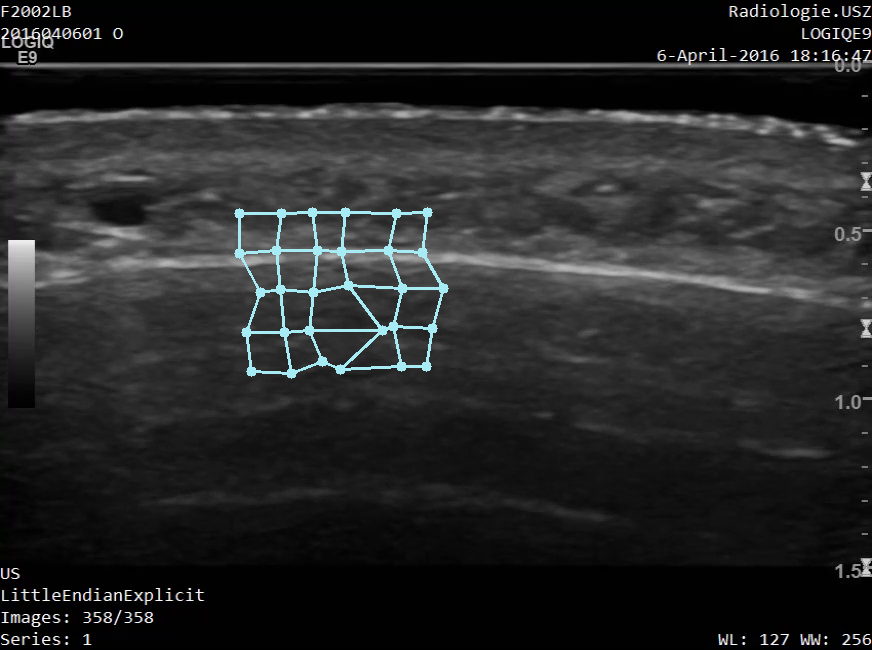 F2002LB
2016040601 O
LOGIQ
E9
Radiologie.USZ
LOGIQE9
6-April-2016 18:16:47
0.0
0.5
1.0
1.5
US
LittleEndianExplicit
Images: 358/358
Series: 1
WL: 127 WW: 256